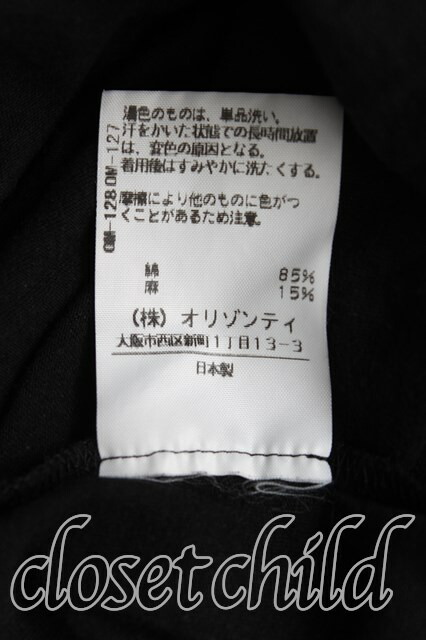 濃色のものは、単品洗い。
汗をかいた状態での長時間放置
は、変色の原因となる。
着用後はすみやかに洗たくする。
摩擦により他のものに色がつ
くことがあるため注意。
OM-128OM-127
綿 85%
麻 15%
(株)オリゾンティ
大阪市西区新町1丁目13-3
日本製
closet child